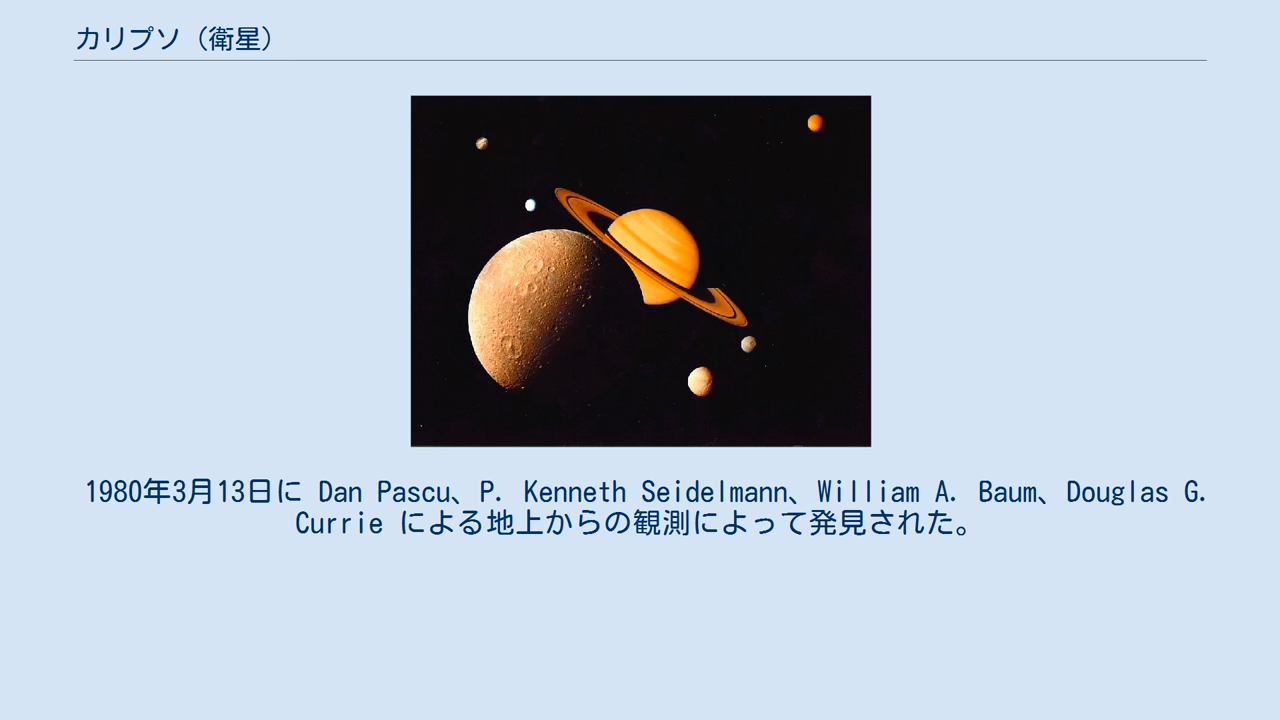 カリプソ（衛星）
1980年3月13日に Dan Pascu、P. Kenneth Seidelmann、William A. Baum、Douglas G.
Currie による地上からの観測によって発見された。